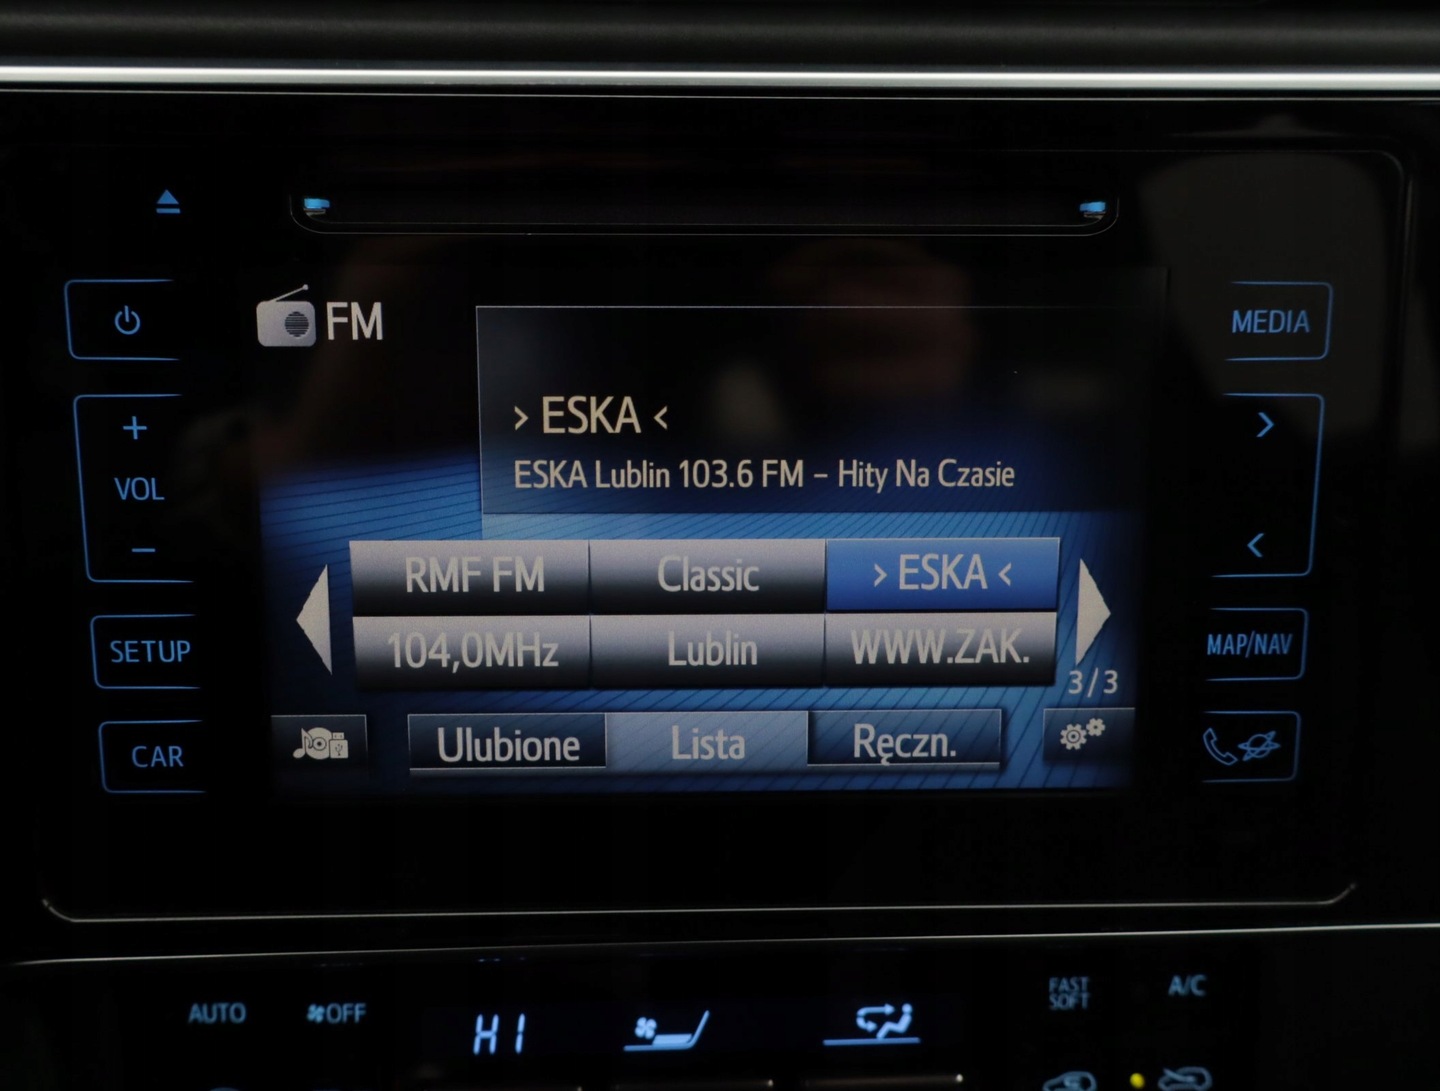 FM
MEDIA
› ESKA ‹
ESKA Lublin 103.6 FM – Hity Na Czasie
+
VOL
–
RMF FM
Classic
› ESKA ‹
104,0MHz
Lublin
WWW.ZAK.
3/3
SETUP
MAP/NAV
CAR
Ulubione
Lista
Ręczn.
AUTO
OFF
HI
FAST
SOFT
A/C